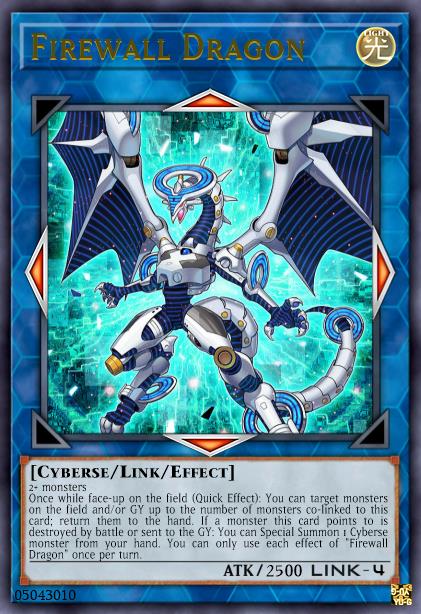 FIREWALL DRAGON
LIGHT
光
[CYBERSE/LINK/EFFECT]
2+ monsters
Once while face-up on the field (Quick Effect): You can target monsters
on the field and/or GY up to the number of monsters co-linked to this
card; return them to the hand. If a monster this card points to is
destroyed by battle or sent to the GY: You can Special Summon 1 Cyberse
monster from your hand. You can only use each effect of "Firewall
Dragon" once per turn.
ATK/2500 LINK-4
05043010